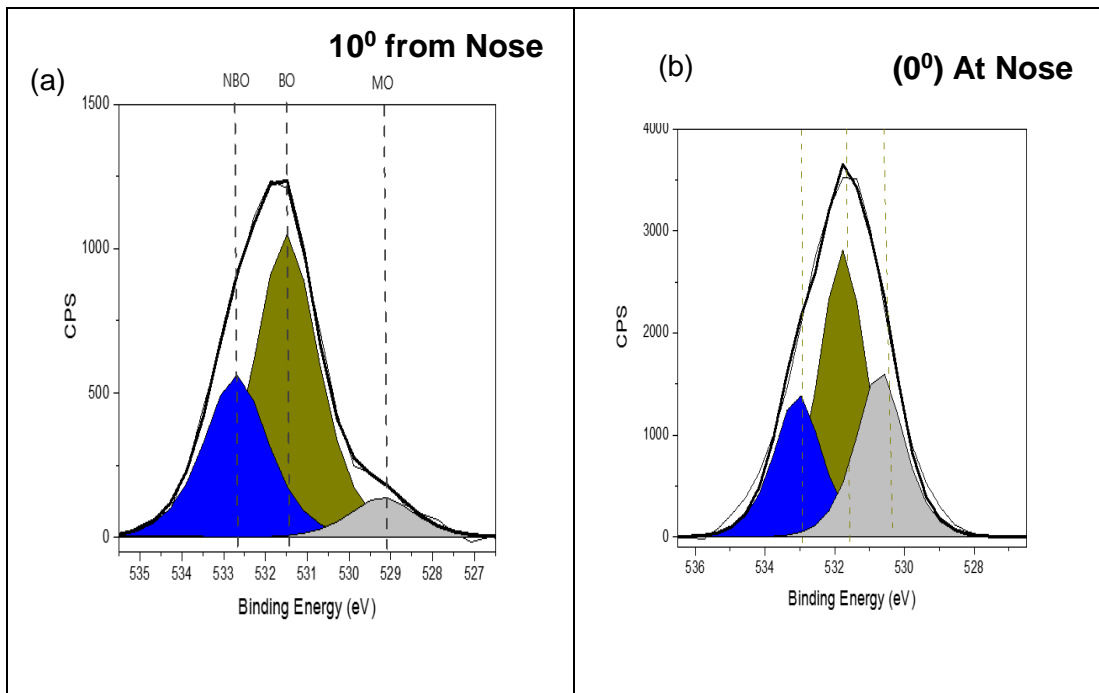 10⁰ from Nose
(a)
NBO BO MO
1500
1000
500
0
CPS
535 534 533 532 531 530 529 528 527
Binding Energy (eV)
(b)
(0⁰) At Nose
4000
3000
2000
1000
0
CPS
536 534 532 530 528
Binding Energy (eV)